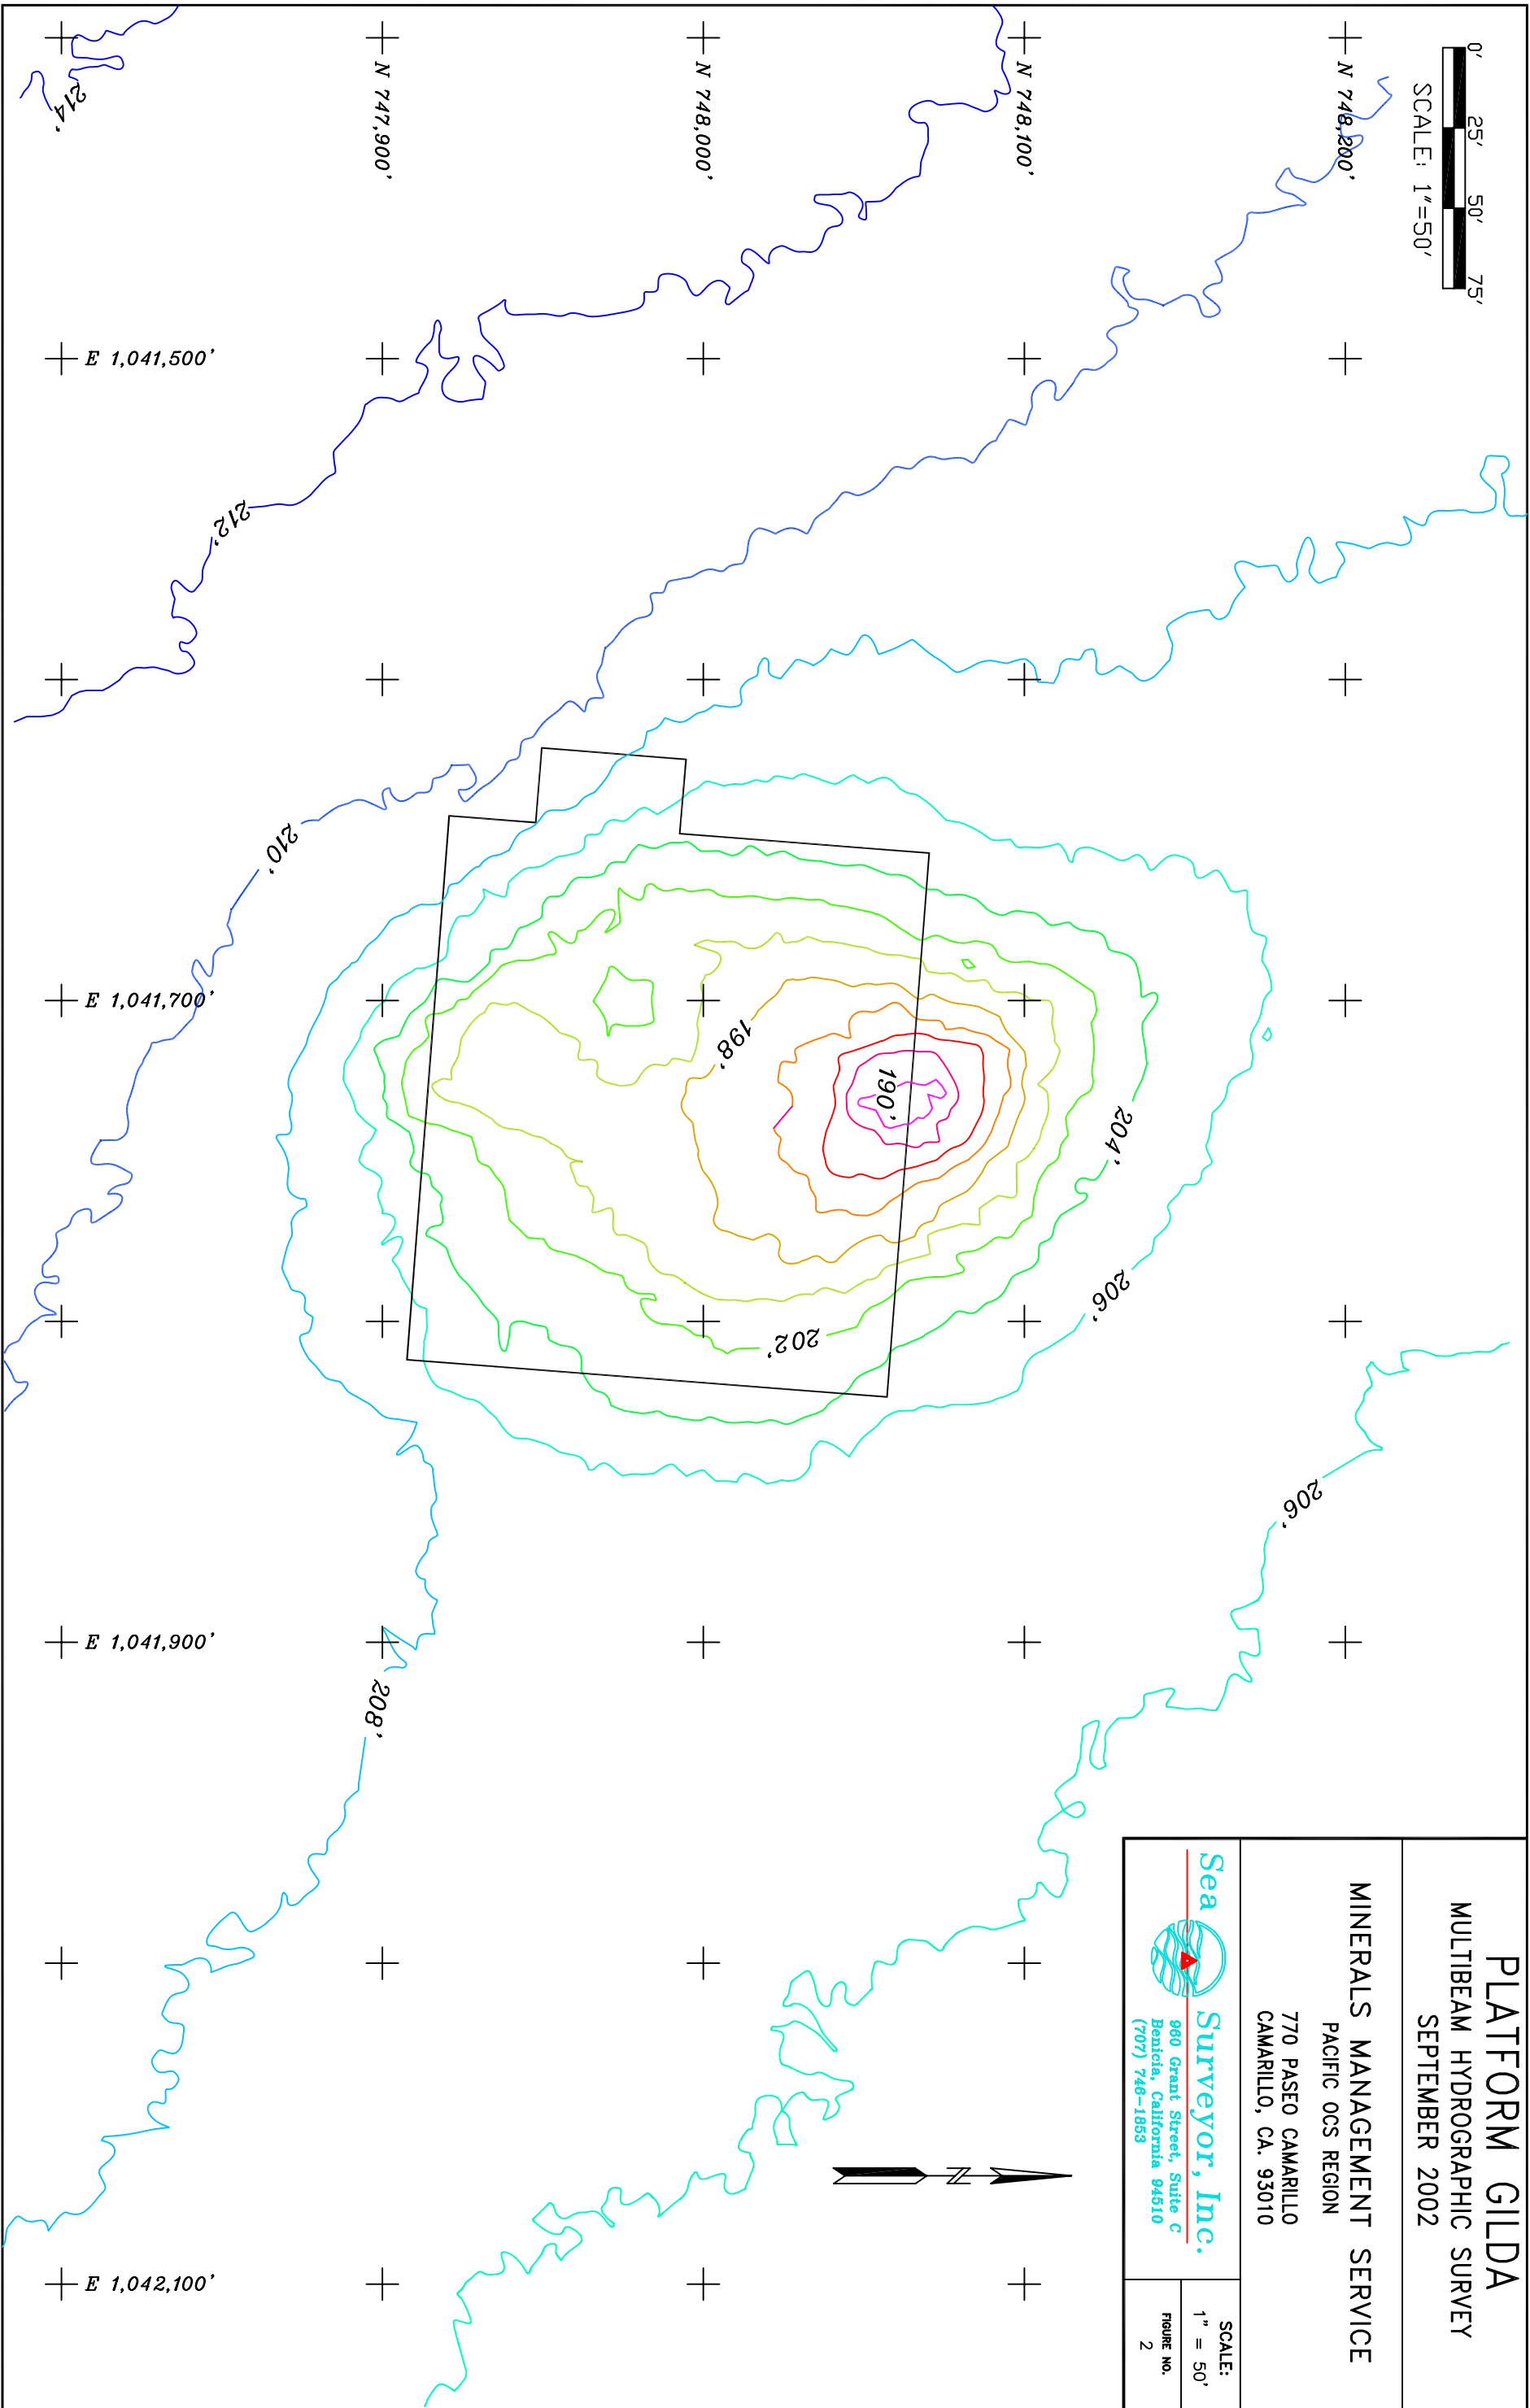 0' 25' 50' 75'
SCALE: 1"=50'
N 748,200'
N 748,100'
N 748,000'
N 747,900'
E 1,041,500'
E 1,041,700'
E 1,041,900'
E 1,042,100'
214'
212'
210'
208'
206'
206'
204'
202'
198'
190'
PLATFORM GILDA
MULTIBEAM HYDROGRAPHIC SURVEY
SEPTEMBER 2002
MINERALS MANAGEMENT SERVICE
PACIFIC OCS REGION
770 PASEO CAMARILLO
CAMARILLO, CA. 93010
Sea Surveyor, Inc.
960 Grant Street, Suite C
Benicia, California 94510
(707) 746-1853
SCALE:
1" = 50'
FIGURE NO.
2
N